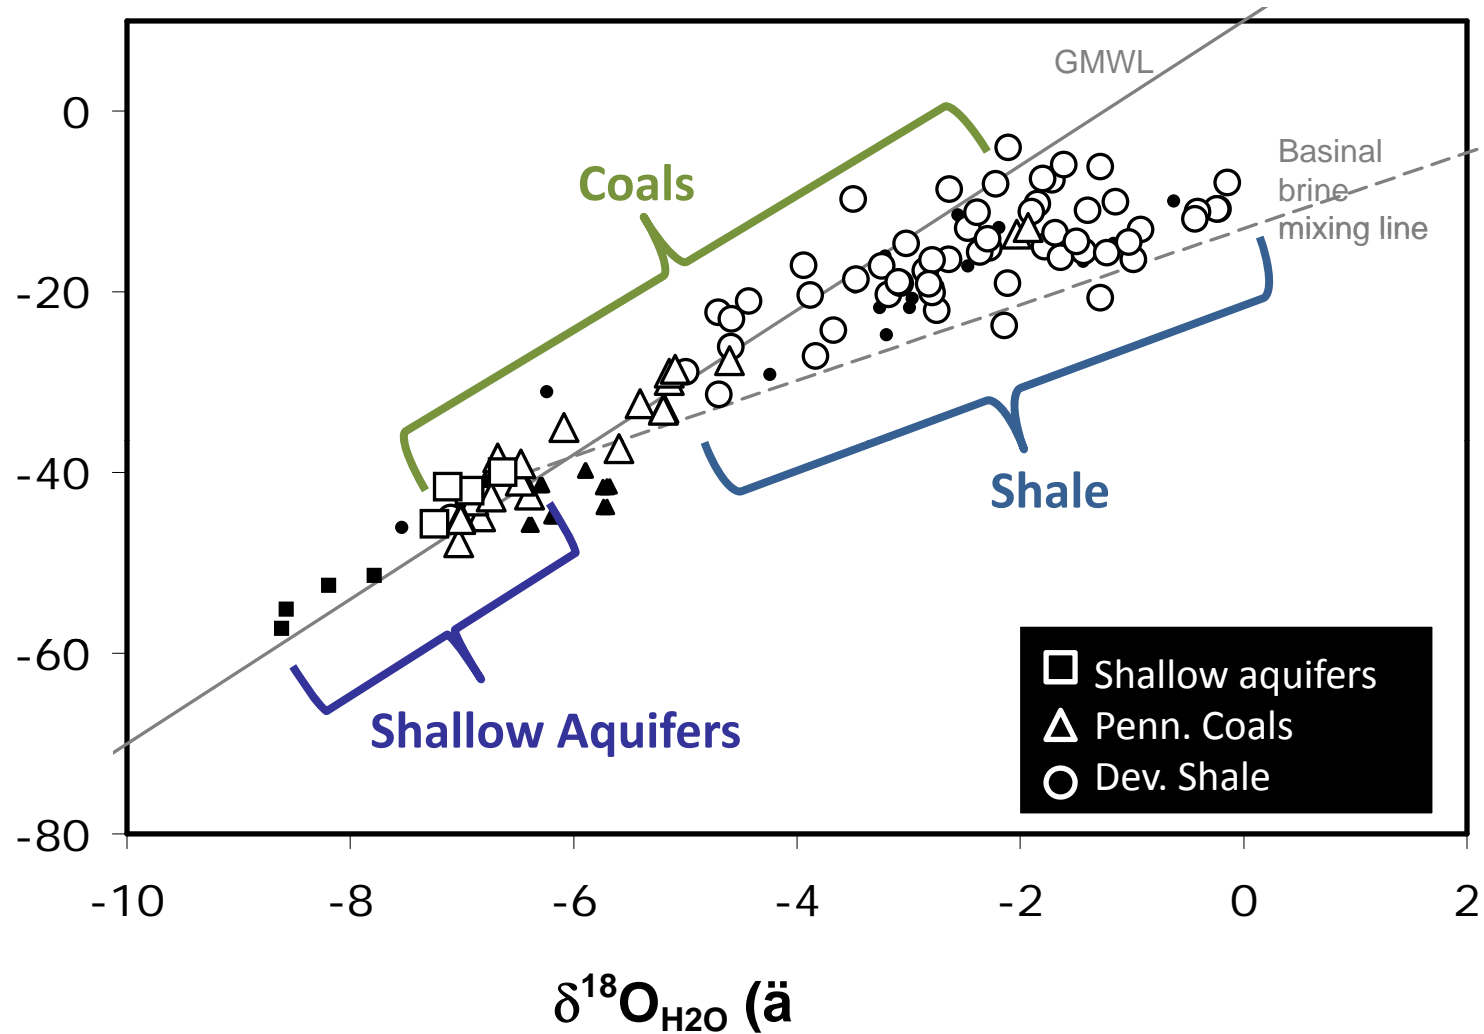 GMWL
0
Basinal
brine
mixing line
Coals
-20
-40
Shale
-60
Shallow Aquifers
Shallow aquifers
Penn. Coals
Dev. Shale
-80
-10 -8 -6 -4 -2 0 2
δ18OH2O (ä